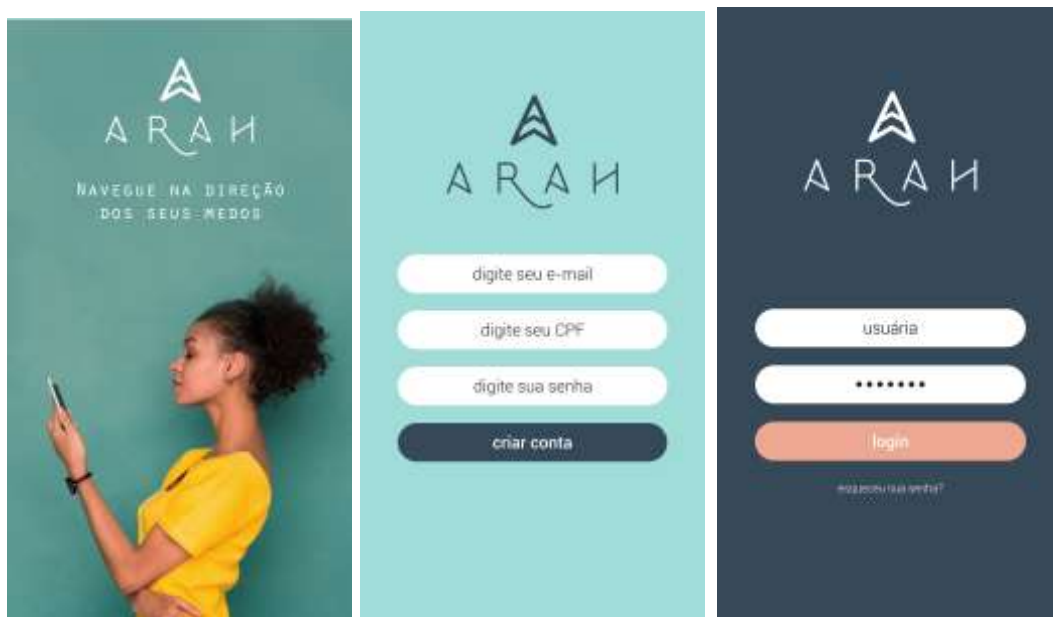 ARAH
NAVEGUE NA DIREÇÃO
DOS SEUS MEDOS
ARAH
digite seu e-mail
digite seu CPF
digite sua senha
criar conta
ARAH
usuária
•••••••
login
esqueceu sua senha?